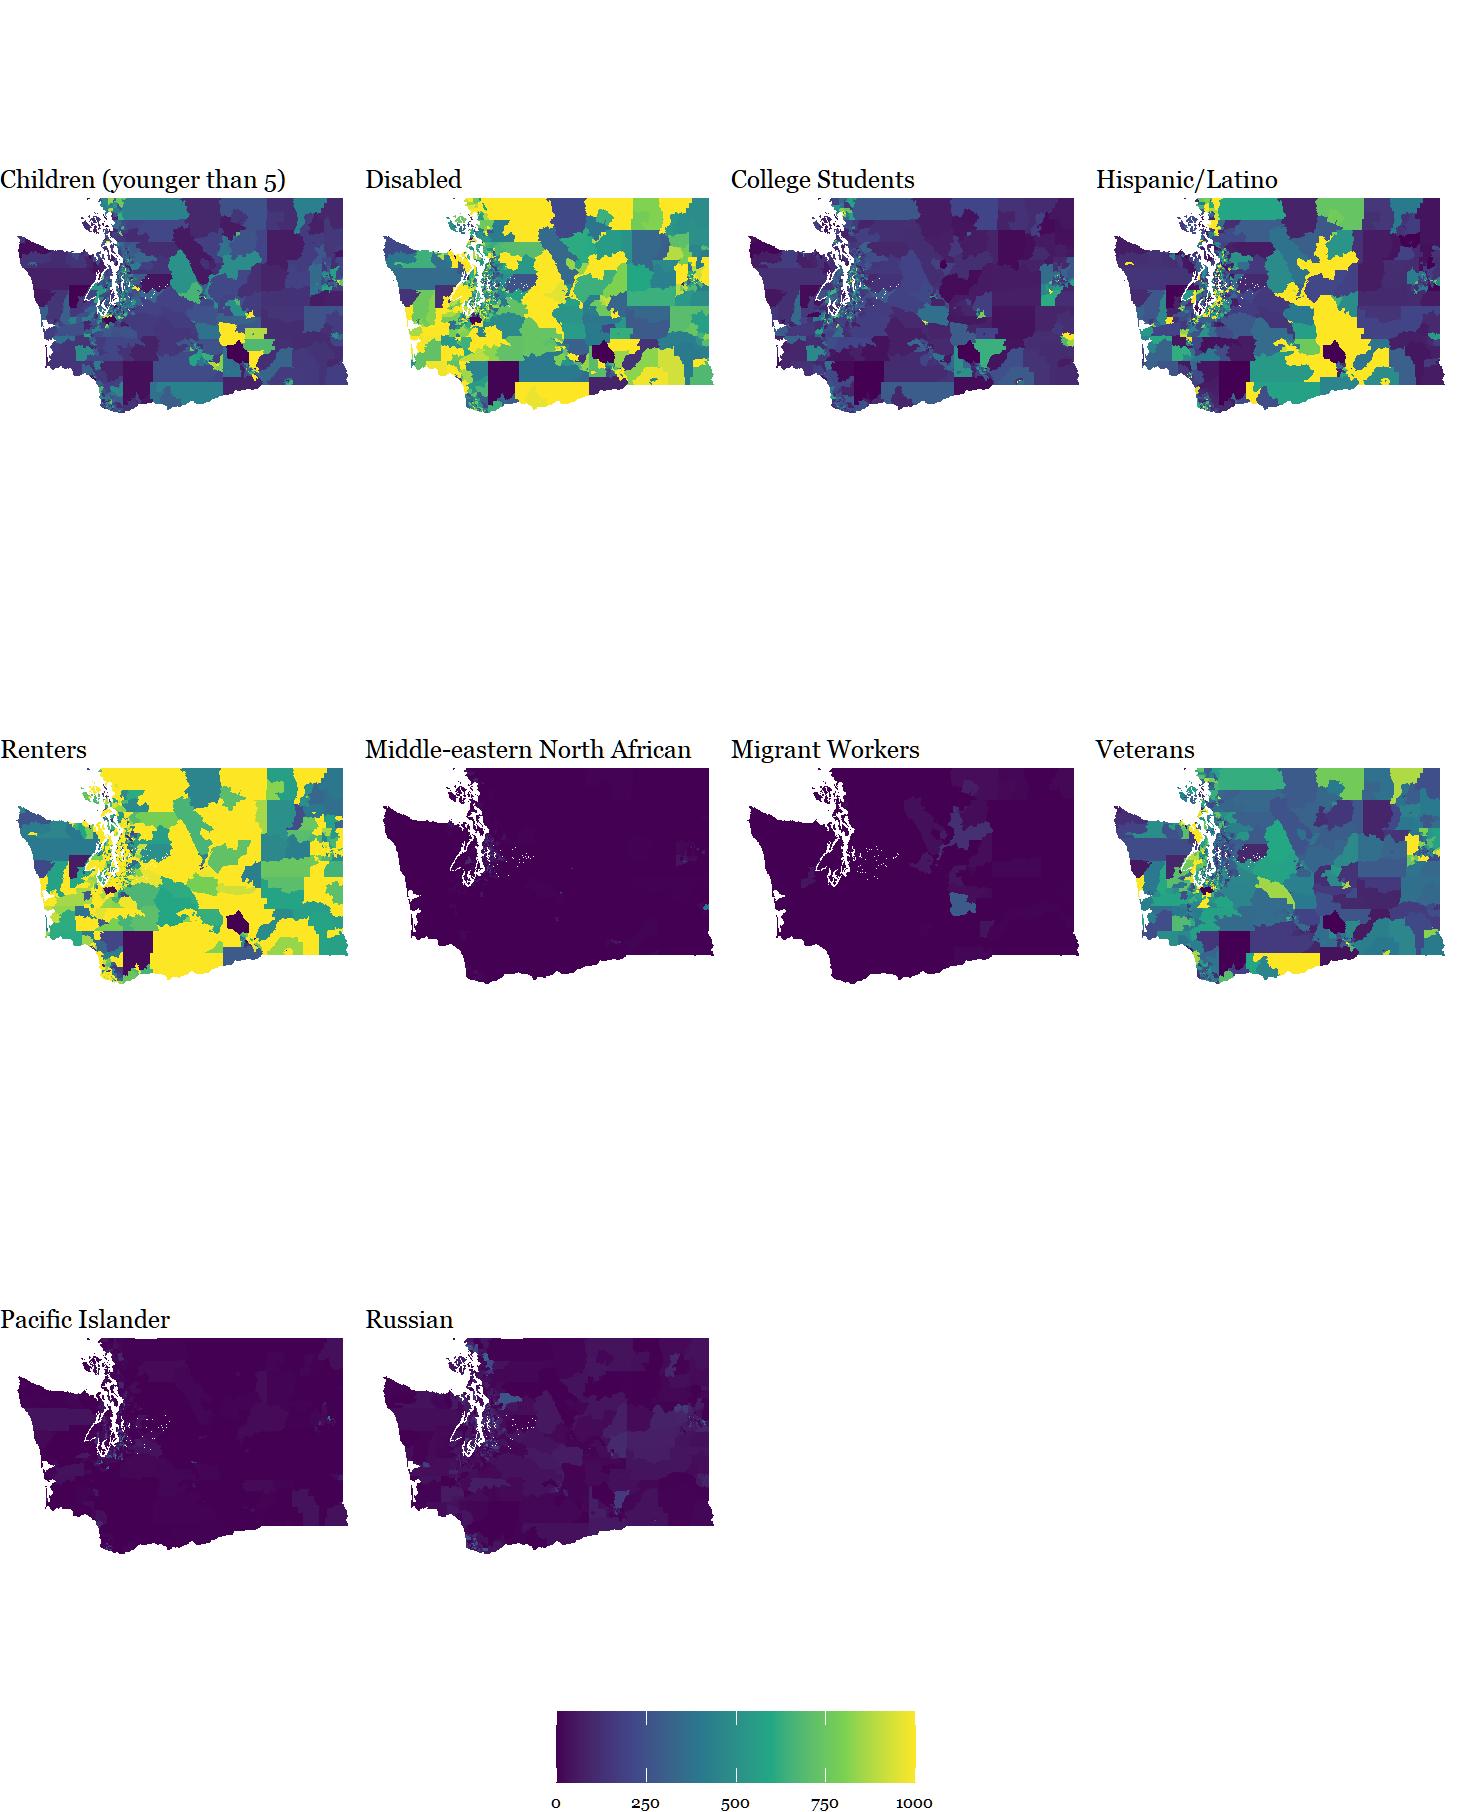 Children (younger than 5)
Disabled
College Students
Hispanic/Latino
Renters
Middle-eastern North African
Migrant Workers
Veterans
Pacific Islander
Russian
0 250 500 750 1000